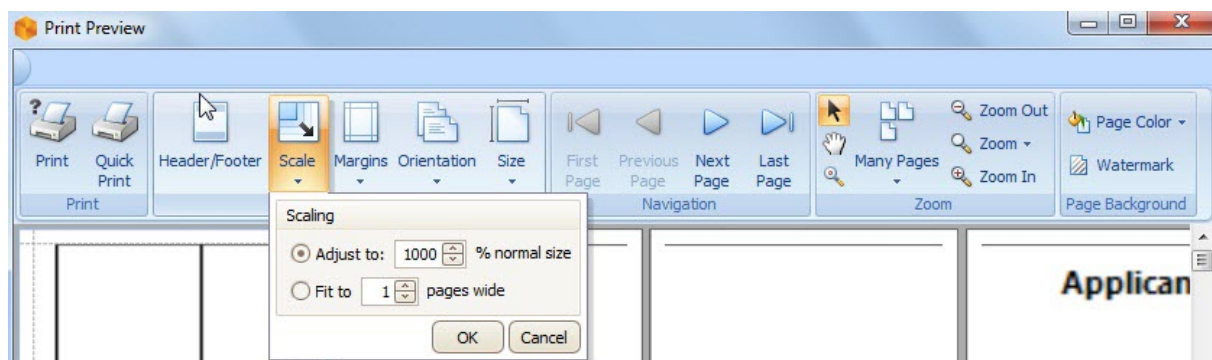 Print Preview
Print
Quick Print
Header/Footer
Scale
Margins
Orientation
Size
First Page
Previous Page
Next Page
Last Page
Many Pages
Zoom Out
Zoom
Zoom In
Page Color
Watermark
Print
Navigation
Zoom
Page Background
Scaling
Adjust to: 1000 % normal size
Fit to 1 pages wide
OK Cancel
Applican